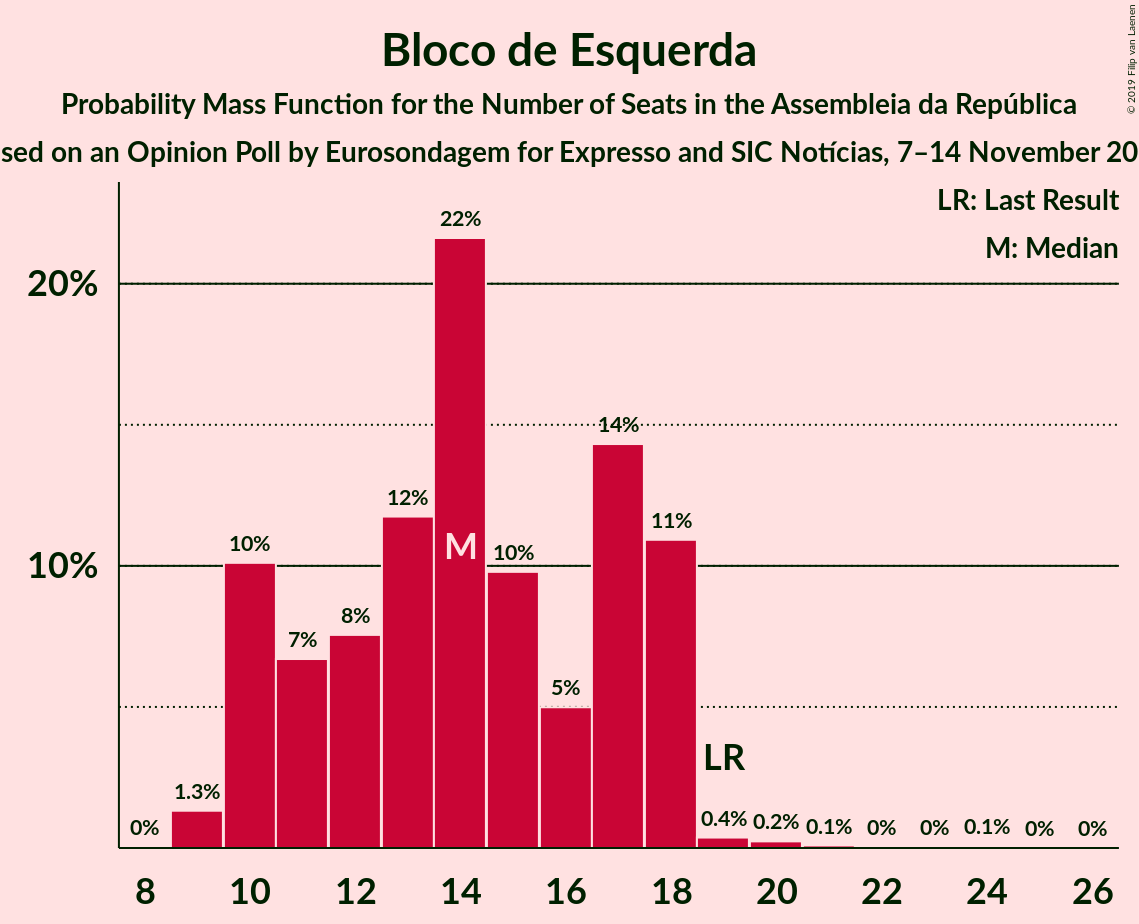 Bloco de Esquerda
Probability Mass Function for the Number of Seats in the Assembleia da República
sed on an Opinion Poll by Eurosondagem for Expresso and SIC Notícias, 7–14 November 20
© 2019 Filip van Laenen
LR: Last Result
M: Median
20%
10%
0%
1.3%
10%
7%
8%
12%
22%
M
10%
5%
14%
11%
LR
0.4%
0.2%
0.1%
0%
0%
0.1%
0%
0%
8 10 12 14 16 18 20 22 24 26